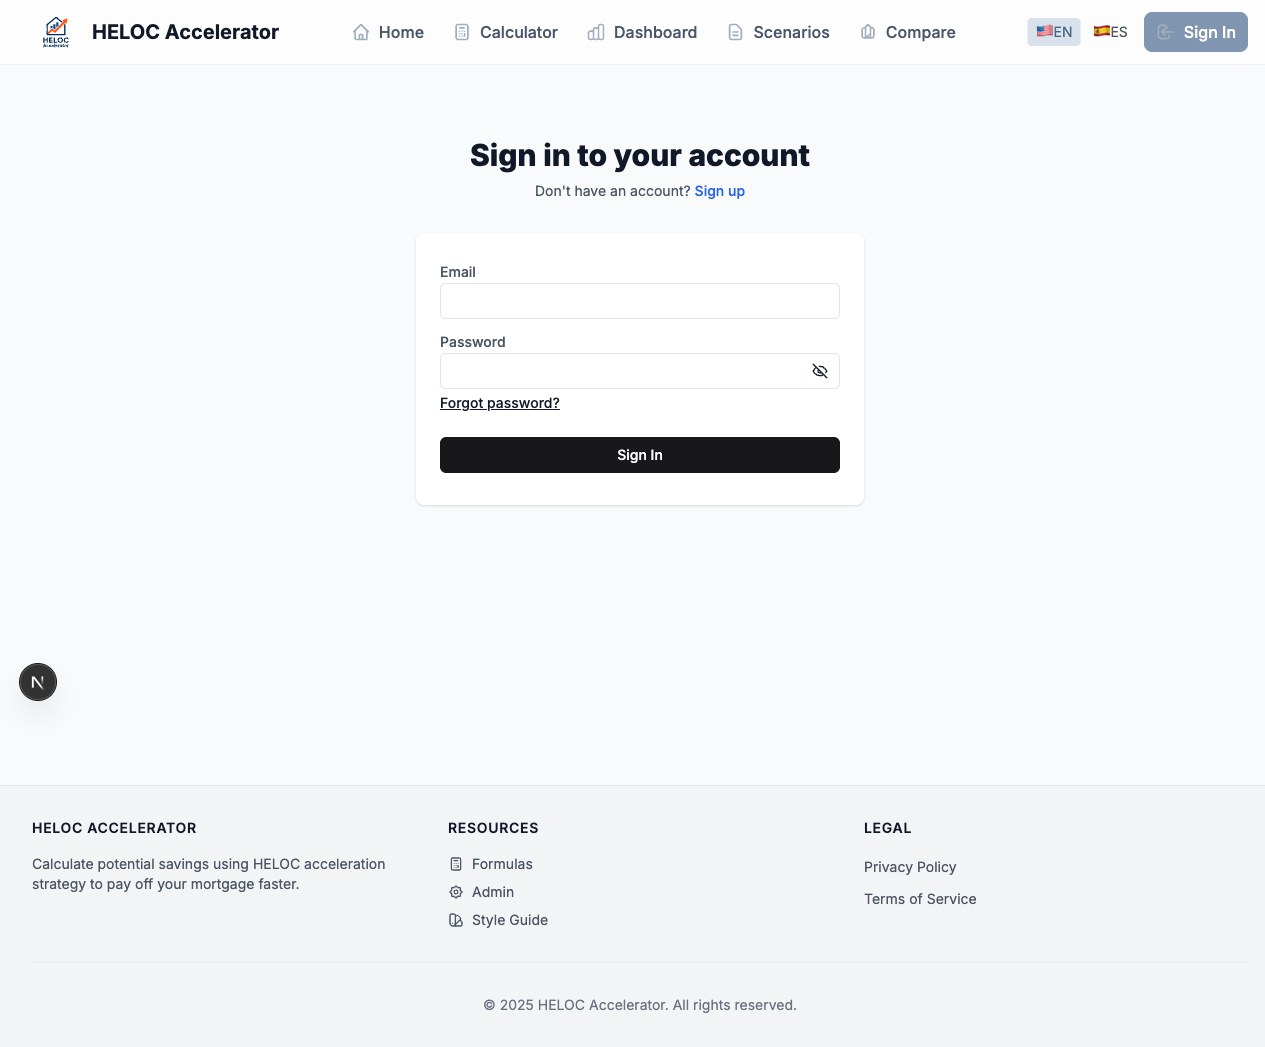 HELOC
Accelerator
HELOC Accelerator
Home
Calculator
Dashboard
Scenarios
Compare
EN
ES
Sign In
Sign in to your account
Don't have an account? Sign up
Email
Password
Forgot password?
Sign In
N
HELOC ACCELERATOR
Calculate potential savings using HELOC acceleration
strategy to pay off your mortgage faster.
RESOURCES
Formulas
Admin
Style Guide
LEGAL
Privacy Policy
Terms of Service
© 2025 HELOC Accelerator. All rights reserved.